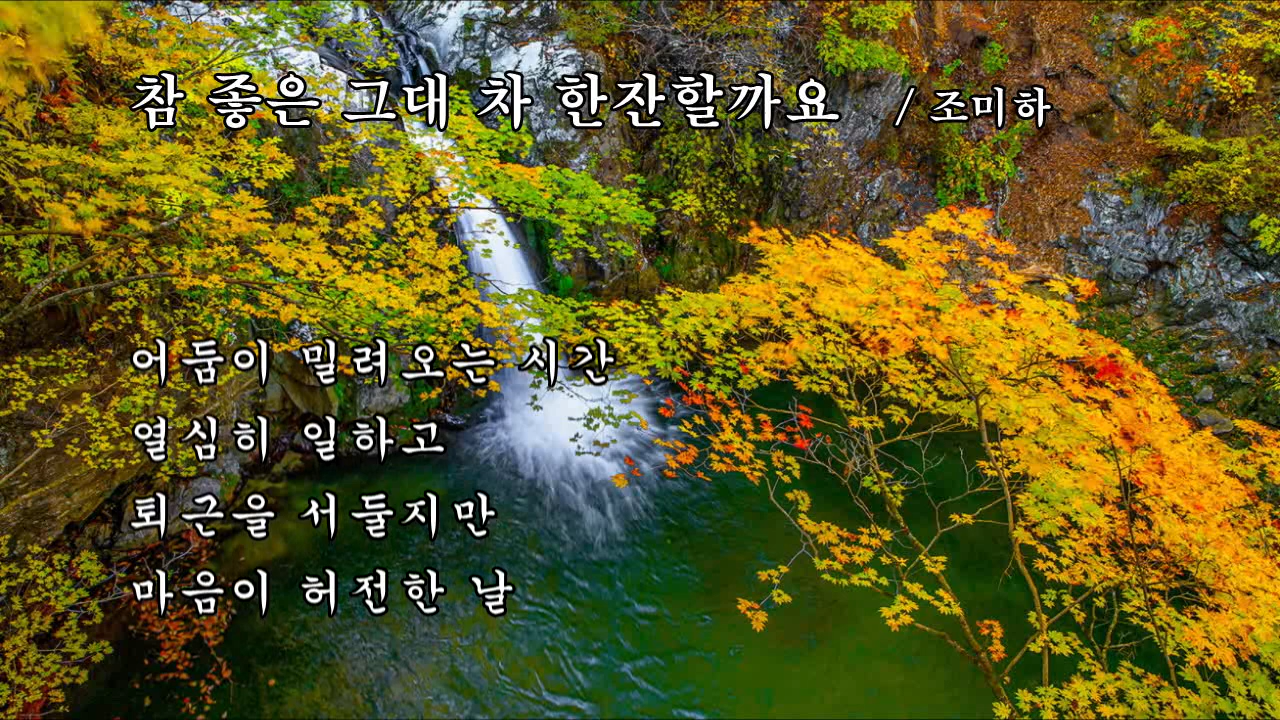 참 좋은 그대 차 한잔할까요 / 조미하
어둠이 밀려오는 시간
열심히 일하고
퇴근을 서둘지만
마음이 허전한 날